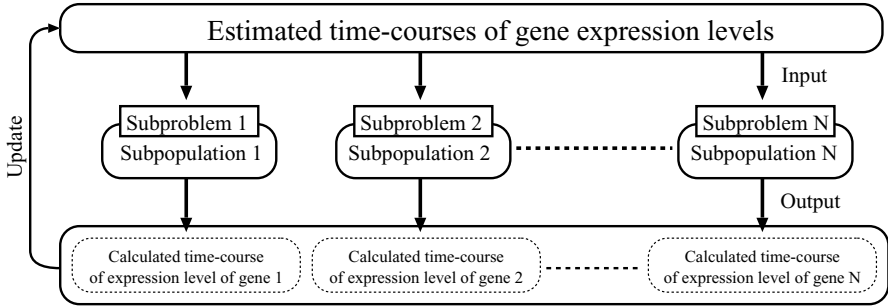 Estimated time-courses of gene expression levels
Input
Update
Subproblem 1
Subpopulation 1
Subproblem 2
Subpopulation 2
Subproblem N
Subpopulation N
Output
Calculated time-course
of expression level of gene 1
Calculated time-course
of expression level of gene 2
Calculated time-course
of expression level of gene N